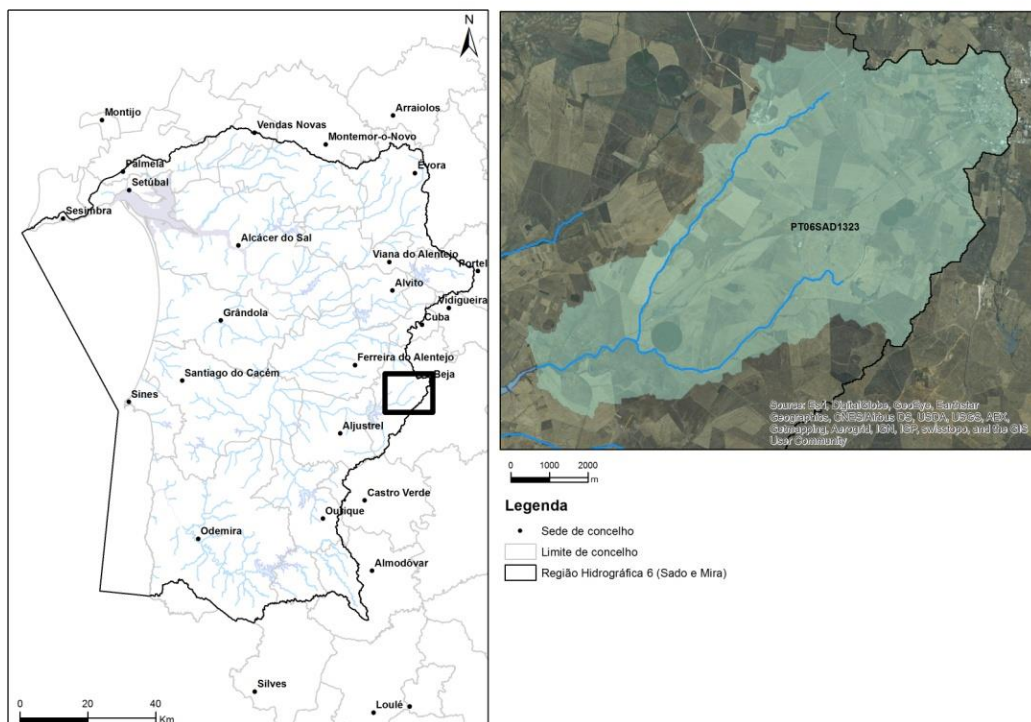 N
Montijo
Arraiolos
Vendas Novas
Montemor-o-Novo
Palmela
Évora
Setúbal
Sesimbra
Alcácer do Sal
Viana do Alentejo
Portel
Alvito
Vidigueira
Grândola
Cuba
Ferreira do Alentejo
Santiago do Cacém
Beja
Sines
Aljustrel
Castro Verde
Ourique
Odemira
Almodôvar
Silves
Loulé
0 20 40
Km
PT06SAD1323
Source: Esri, DigitalGlobe, GeoEye, Earthstar
Geographics, CNES/Airbus DS, USDA, USGS, AEX,
Getmapping, Aerogrid, IGN, IGP, swisstopo, and the GIS
User Community
0 1000 2000
m
Legenda
Sede de concelho
Limite de concelho
Região Hidrográfica 6 (Sado e Mira)